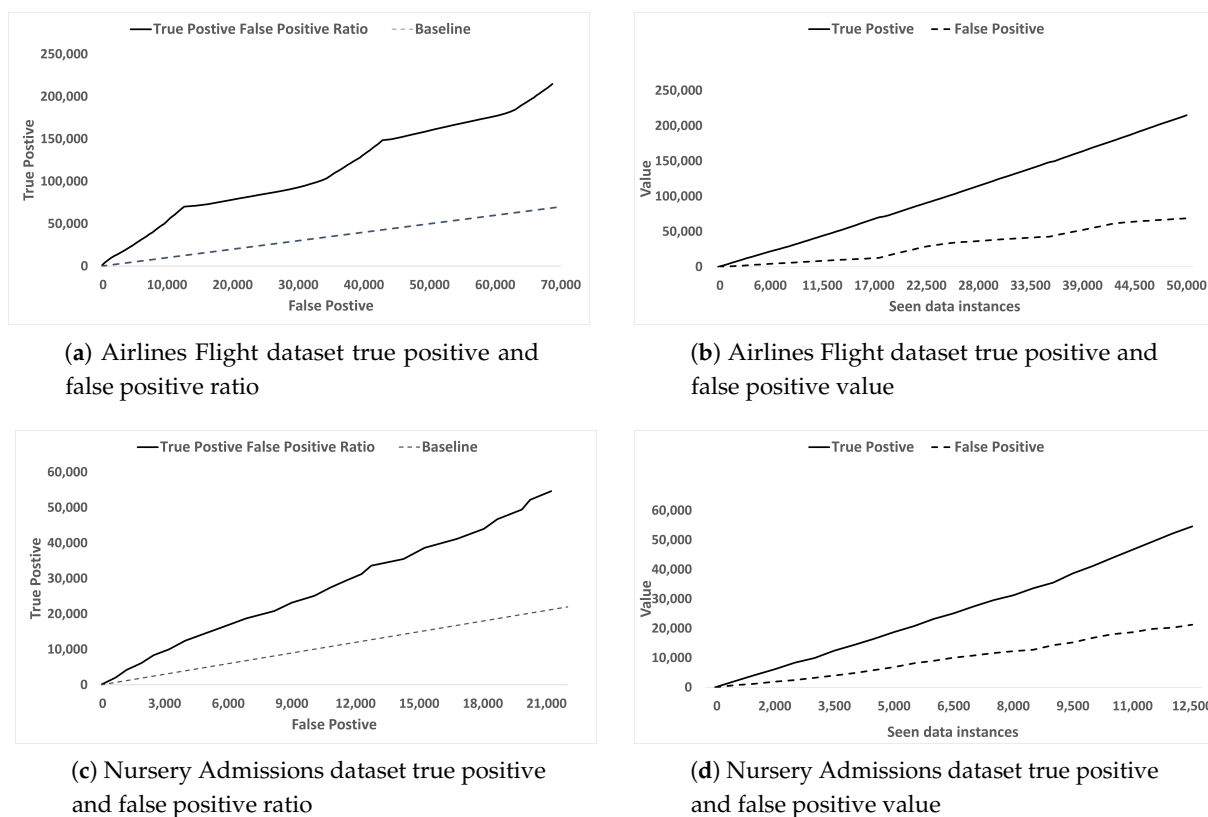 True Postive False Positive Ratio Baseline
250,000
200,000
150,000
100,000
50,000
0
True Postive
0 10,000 20,000 30,000 40,000 50,000 60,000 70,000
False Postive
(a) Airlines Flight dataset true positive and
false positive ratio
True Postive False Positive
250,000
200,000
150,000
100,000
50,000
0
Value
0 6,000 11,500 17,000 22,500 28,000 33,500 39,000 44,500 50,000
Seen data instances
(b) Airlines Flight dataset true positive and
false positive value
True Postive False Positive Ratio Baseline
60,000
50,000
40,000
30,000
20,000
10,000
0
True Postive
0 3,000 6,000 9,000 12,000 15,000 18,000 21,000
False Postive
(c) Nursery Admissions dataset true positive
and false positive ratio
True Postive False Positive
60,000
50,000
40,000
30,000
20,000
10,000
0
Value
0 2,000 3,500 5,000 6,500 8,000 9,500 11,000 12,500
Seen data instances
(d) Nursery Admissions dataset true positive
and false positive value